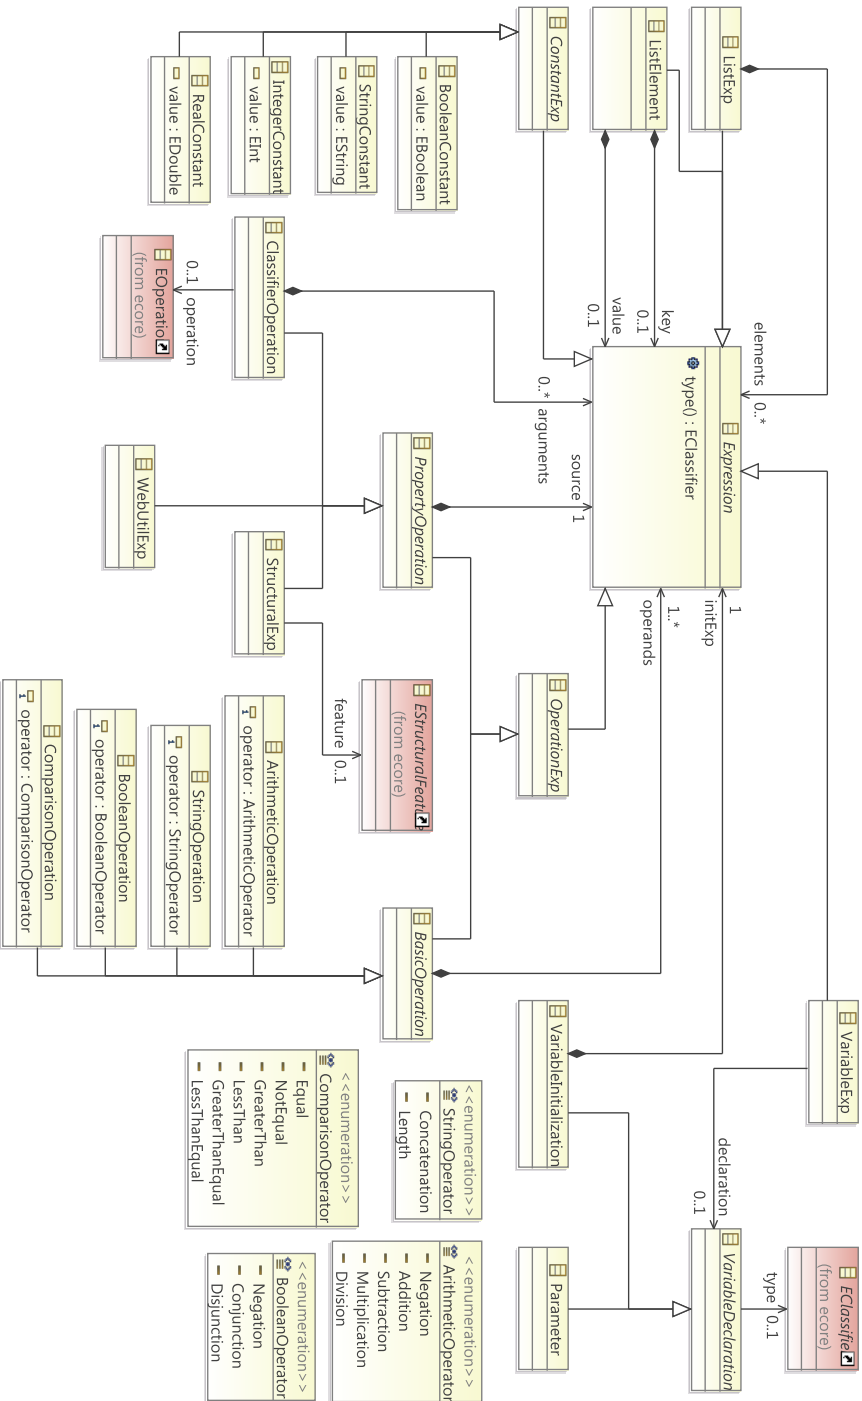 VariableExp
EClassifie
(from ecore)
elements
0..*
type
0..1
ListExp
Expression
type() : EClassifier
1
initExp
declaration
0..1
VariableDeclaration
ListElement
key
0..1
value
0..1
1..*
operands
ConstantExp
0..*
arguments
source
1
OperationExp
VariableInitialization
Parameter
BooleanConstant
value : EBoolean
StringConstant
value : EString
IntegerConstant
value : EInt
RealConstant
value : EDouble
PropertyOperation
EStructuralFeatu
(from ecore)
BasicOperation
<<enumeration>>
StringOperator
Concatenation
Length
<<enumeration>>
ArithmeticOperator
Negation
Addition
Subtraction
Multiplication
Division
feature
0..1
ClassifierOperation
StructuralExp
ArithmeticOperation
operator : ArithmeticOperator
<<enumeration>>
ComparisonOperator
Equal
NotEqual
GreaterThan
LessThan
GreaterThanEqual
LessThanEqual
<<enumeration>>
BooleanOperator
Negation
Conjunction
Disjunction
0..1
operation
StringOperation
operator : StringOperator
EOperatio
(from ecore)
WebUtilExp
BooleanOperation
operator : BooleanOperator
ComparisonOperation
operator : ComparisonOperator